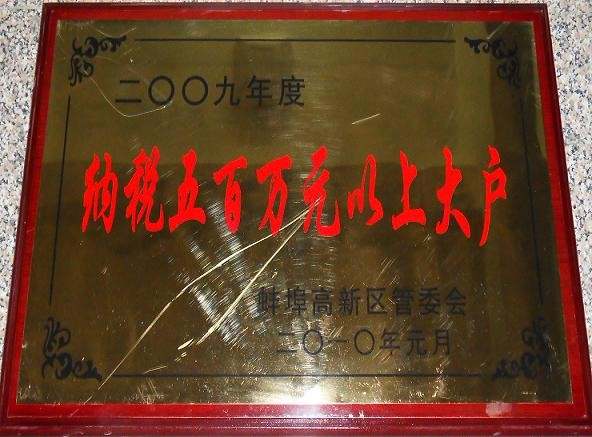 二〇〇九年度
纳税五百万元以上大户
蚌埠高新区管委会
二〇一〇年元月